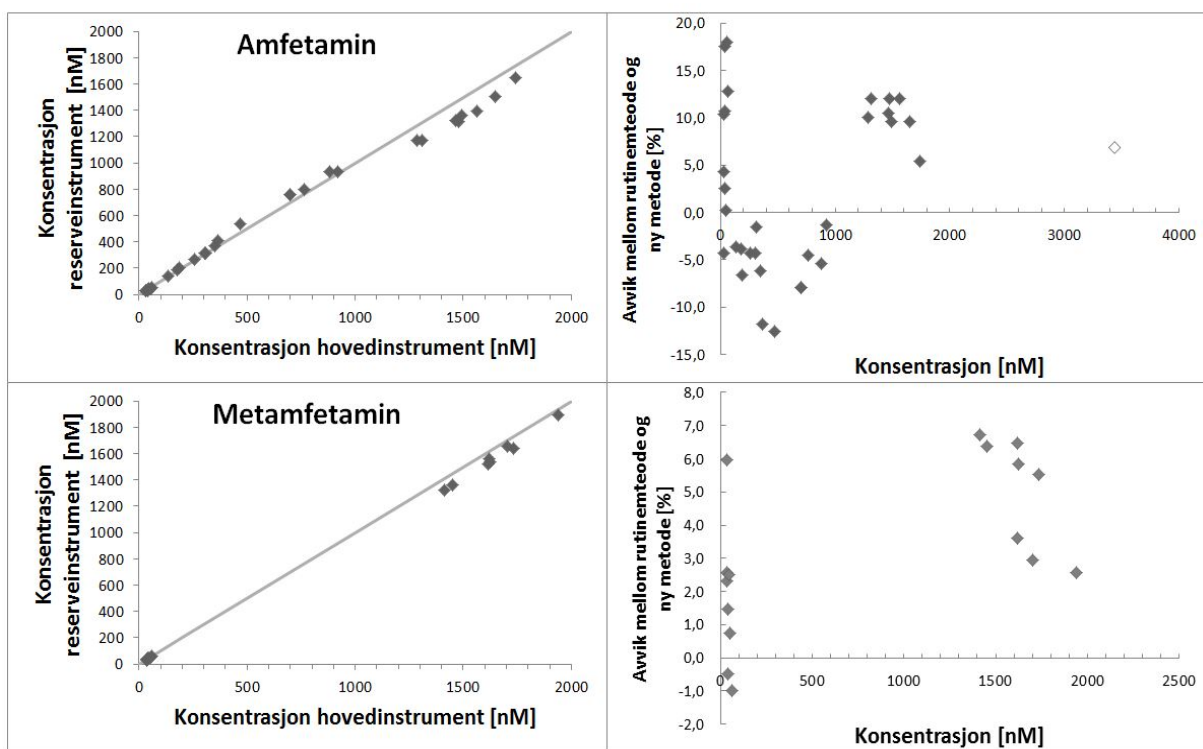 Amfetamin
Konsentrasjon
reserveinstrument [nM]
2000
1800
1600
1400
1200
1000
800
600
400
200
0
0 500 1000 1500 2000
Konsentrasjon hovedinstrument [nM]
Avvik mellom rutinemteode og
ny metode [%]
20,0
15,0
10,0
5,0
0,0
-5,0
-10,0
-15,0
0 1000 2000 3000 4000
Konsentrasjon [nM]
Metamfetamin
Konsentrasjon
reserveinstrument [nM]
2000
1800
1600
1400
1200
1000
800
600
400
200
0
0 500 1000 1500 2000
Konsentrasjon hovedinstrument [nM]
Avvik mellom rutinemteode og
ny metode [%]
8,0
7,0
6,0
5,0
4,0
3,0
2,0
1,0
0,0
-1,0
-2,0
0 500 1000 1500 2000 2500
Konsentrasjon [nM]